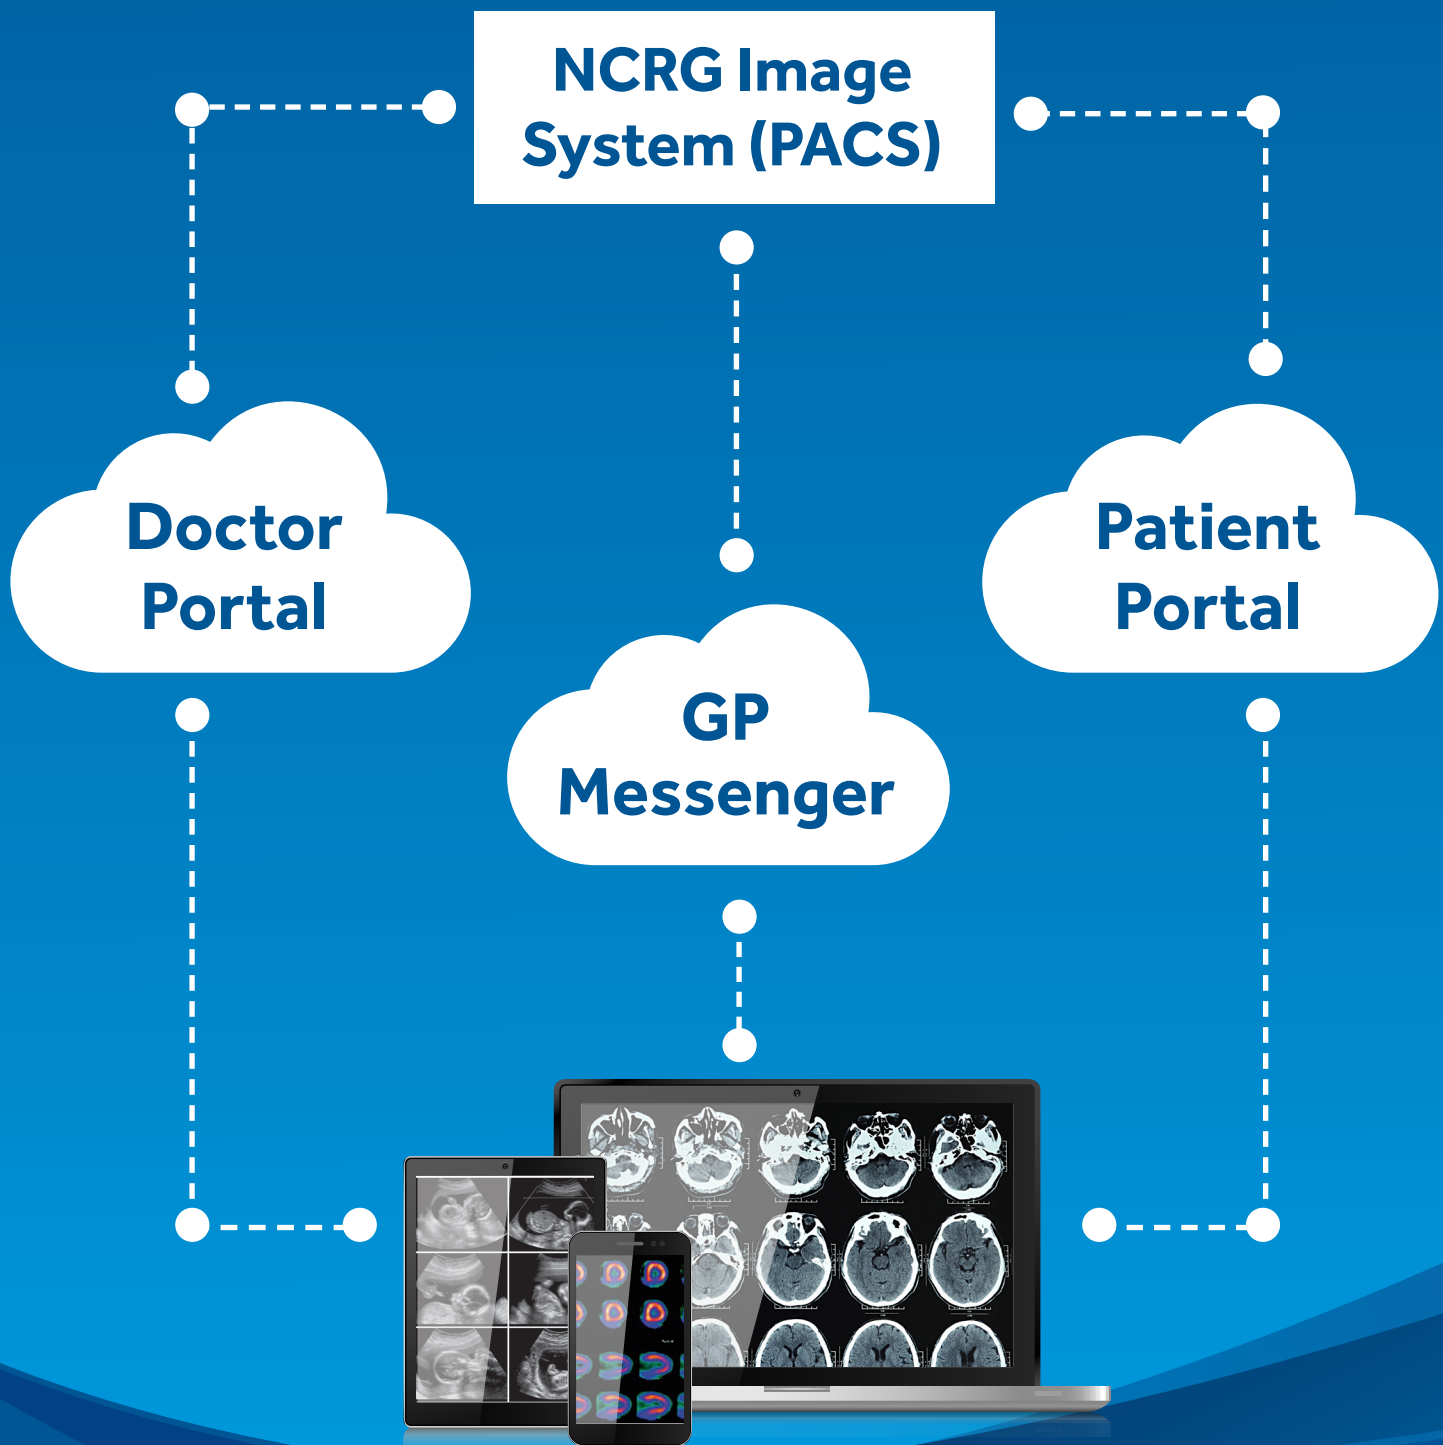 NCRG Image
System (PACS)
Doctor
Portal
Patient
Portal
GP
Messenger